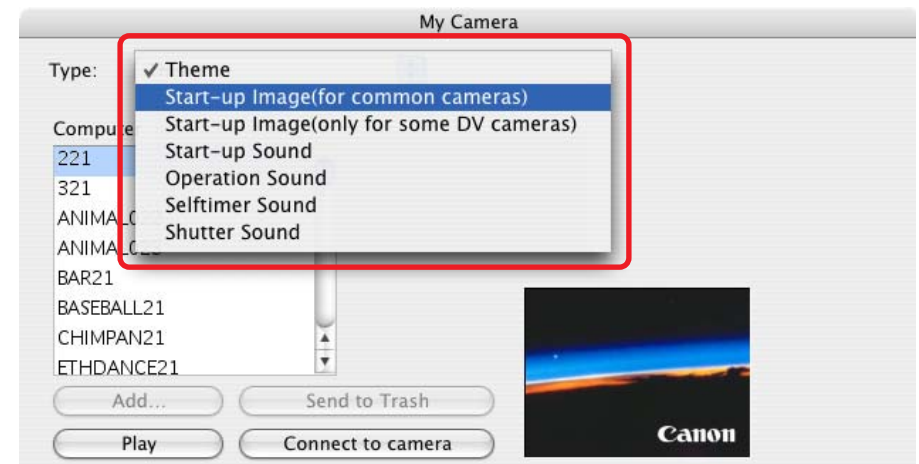 My Camera
Type:
✓ Theme
Start-up Image(for common cameras)
Start-up Image(only for some DV cameras)
Start-up Sound
Operation Sound
Selftimer Sound
Shutter Sound
221
321
BAR21
BASEBALL21
CHIMPAN21
ETHDANCE21
Add...
Send to Trash
Play
Connect to camera
Canon